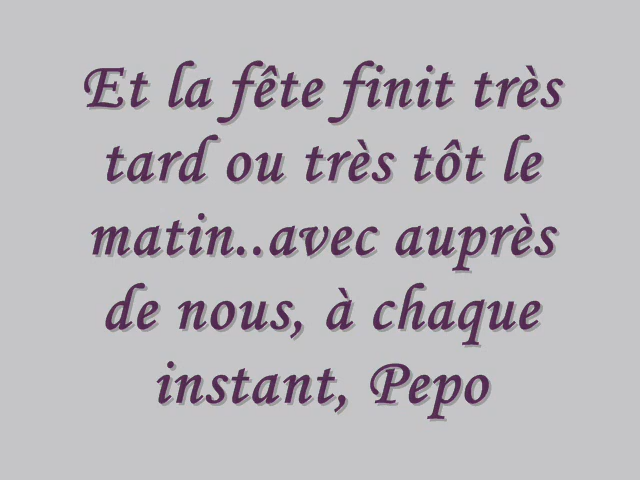 Et la fête finit très
tard ou très tôt le
matin..avec auprès
de nous, à chaque
instant, Pepo